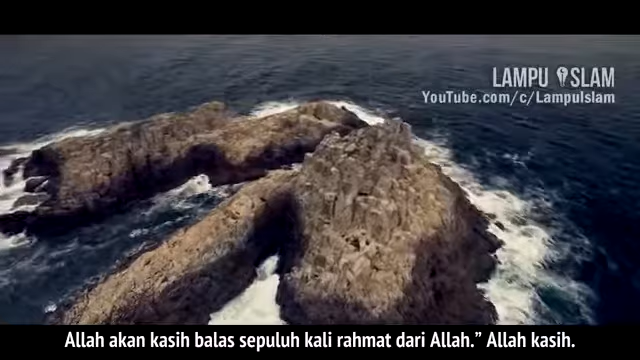 LAMPU ISLAM
YouTube.com/c/LampuIslam
Allah akan kasih balas sepuluh kali rahmat dari Allah.” Allah kasih.